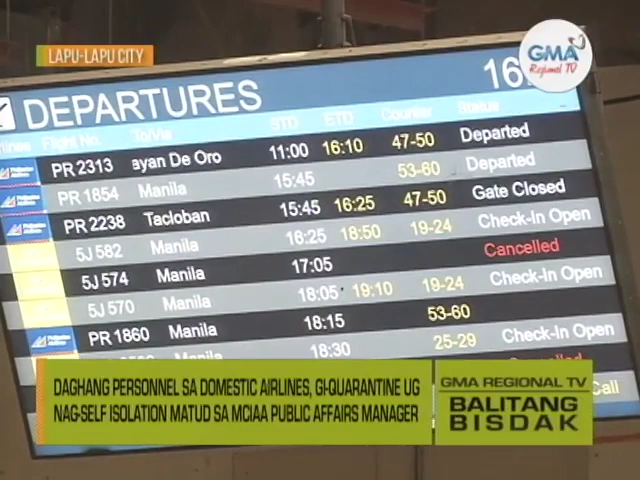 LAPU-LAPU CITY
GMA
Regional TV
DEPARTURES
Flight No. To/Via STD ETD Counter Status
PR 2313 ayan De Oro 11:00 16:10 47-50 Departed
PR 1854 Manila 15:45 53-60 Departed
PR 2238 Tacloban 15:45 16:25 47-50 Gate Closed
5J 582 Manila 16:25 18:50 19-24 Check-In Open
5J 574 Manila 17:05 Cancelled
5J 570 Manila 18:05 19:10 19-24 Check-In Open
PR 1860 Manila 18:15 53-60
Manila 18:30 25-29 Check-In Open
Call
DAGHANG PERSONNEL SA DOMESTIC AIRLINES, GI-QUARANTINE UG
NAG-SELF ISOLATION MATUD SA MCIAA PUBLIC AFFAIRS MANAGER
GMA REGIONAL TV
BALITANG
BISDAK